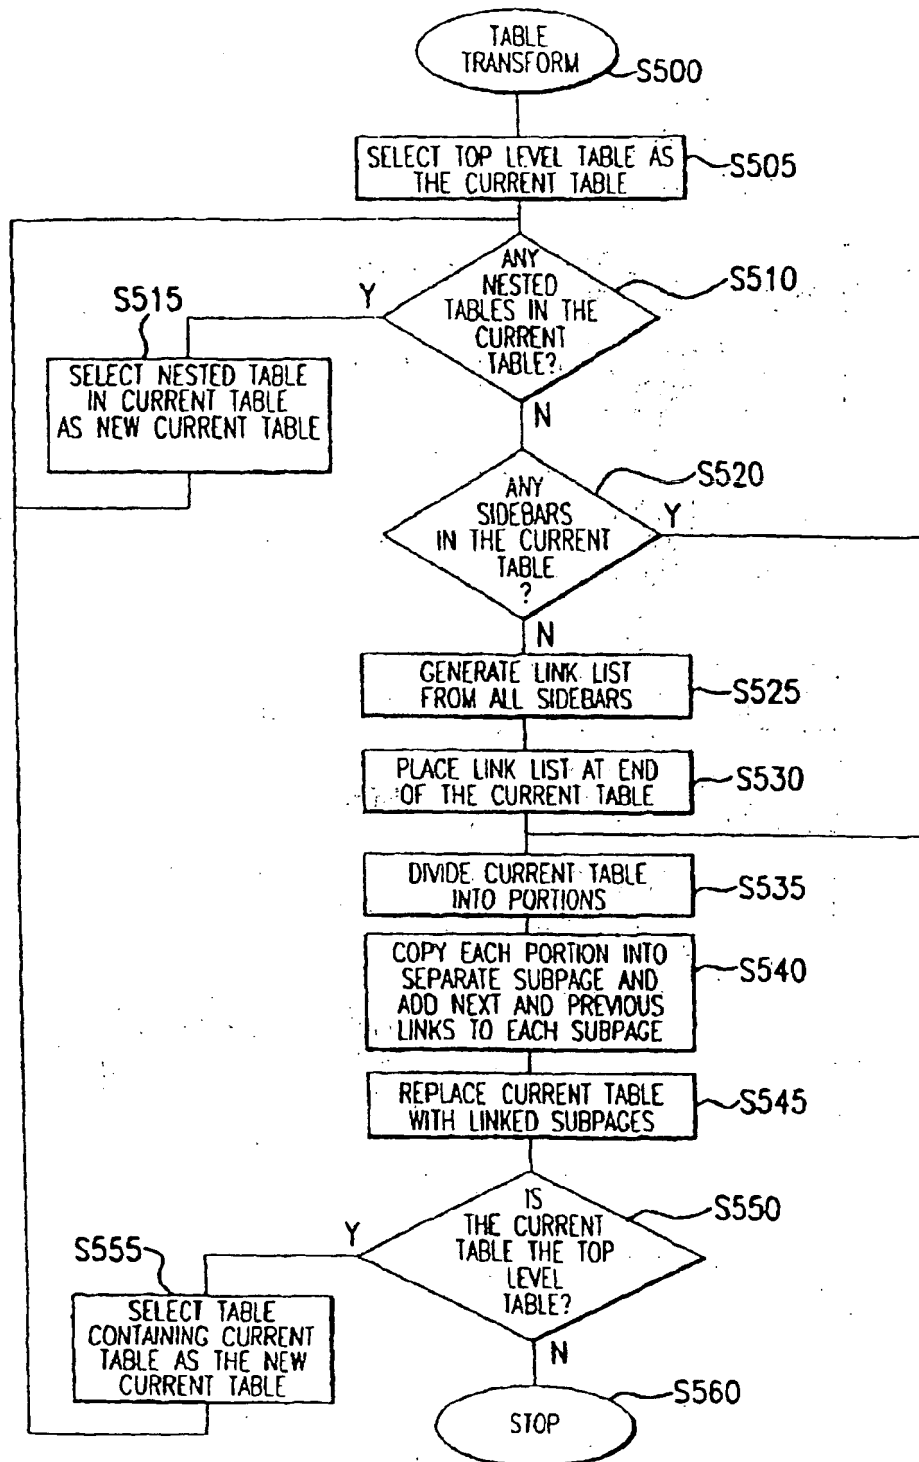 TABLE
TRANSFORM
S500
SELECT TOP LEVEL TABLE AS
THE CURRENT TABLE
S505
ANY
NESTED
TABLES IN THE
CURRENT
TABLE?
S510
Y
S515
SELECT NESTED TABLE
IN CURRENT TABLE
AS NEW CURRENT TABLE
N
ANY
SIDEBARS
IN THE CURRENT
TABLE
?
S520
Y
N
GENERATE LINK LIST
FROM ALL SIDEBARS
S525
PLACE LINK LIST AT END
OF THE CURRENT TABLE
S530
DIVIDE CURRENT TABLE
INTO PORTIONS
S535
COPY EACH PORTION INTO
SEPARATE SUBPAGE AND
ADD NEXT AND PREVIOUS
LINKS TO EACH SUBPAGE
S540
REPLACE CURRENT TABLE
WITH LINKED SUBPAGES
S545
IS
THE CURRENT
TABLE THE TOP
LEVEL
TABLE?
S550
Y
S555
SELECT TABLE
CONTAINING CURRENT
TABLE AS THE NEW
CURRENT TABLE
N
STOP
S560